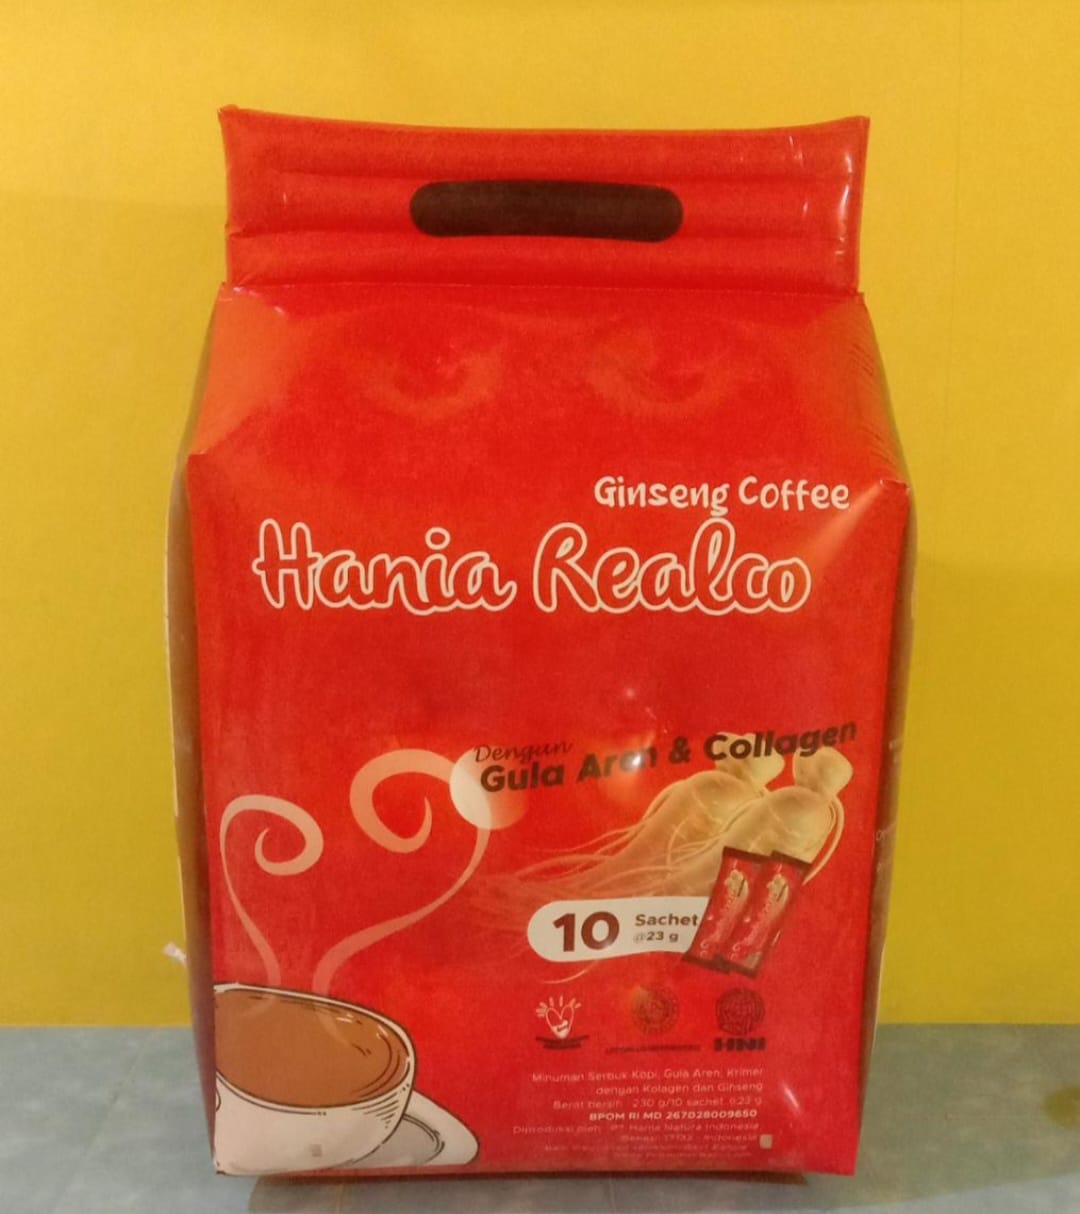 Ginseng Coffee
Hania Realco
Dengan
Gula Aren & Collagen
10 Sachet
@23 g
HNI
Minuman Serbuk Kopi, Gula Aren, Krimer
dengan Kolagen dan Ginseng
Berat bersih : 230 g/10 sachet @23 g
BPOM RI MD 267028009650
Diproduksi oleh : PT Hania Natura Indonesia
Bekasi 17132 - Indonesia